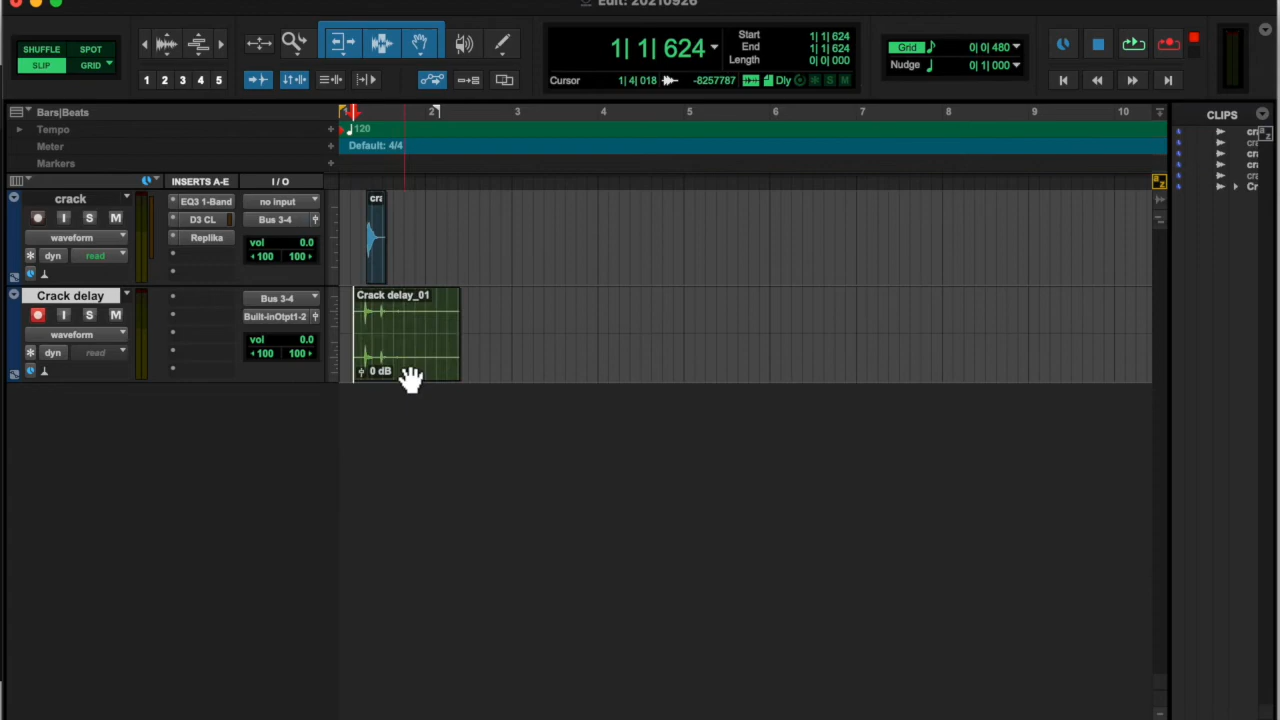 Edit: 20210926
SHUFFLE SPOT
SLIP GRID
1 2 3 4 5
1| 1| 624
Start 1| 1| 624
End 1| 1| 624
Length 0| 0| 000
Cursor 1| 4| 018 -8257787 Dly S M
Grid 0| 0| 480
Nudge 0| 1| 000
Bars|Beats 1 2 3 4 5 6 7 8 9 10
Tempo 120
Meter Default: 4/4
Markers
INSERTS A-E I / O
CLIPS
crack
I S M
waveform
dyn read
EQ3 1-Band no input
D3 CL Bus 3-4
Replika
vol 0.0
100 100
Crack delay
I S M
waveform
dyn read
Bus 3-4
Built-inOtpt1-2
vol 0.0
100 100
Crack delay_01
0 dB